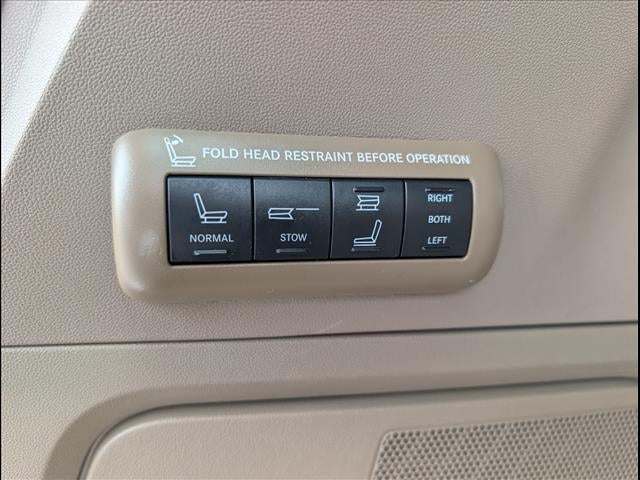 FOLD HEAD RESTRAINT BEFORE OPERATION
NORMAL
STOW
RIGHT
BOTH
LEFT